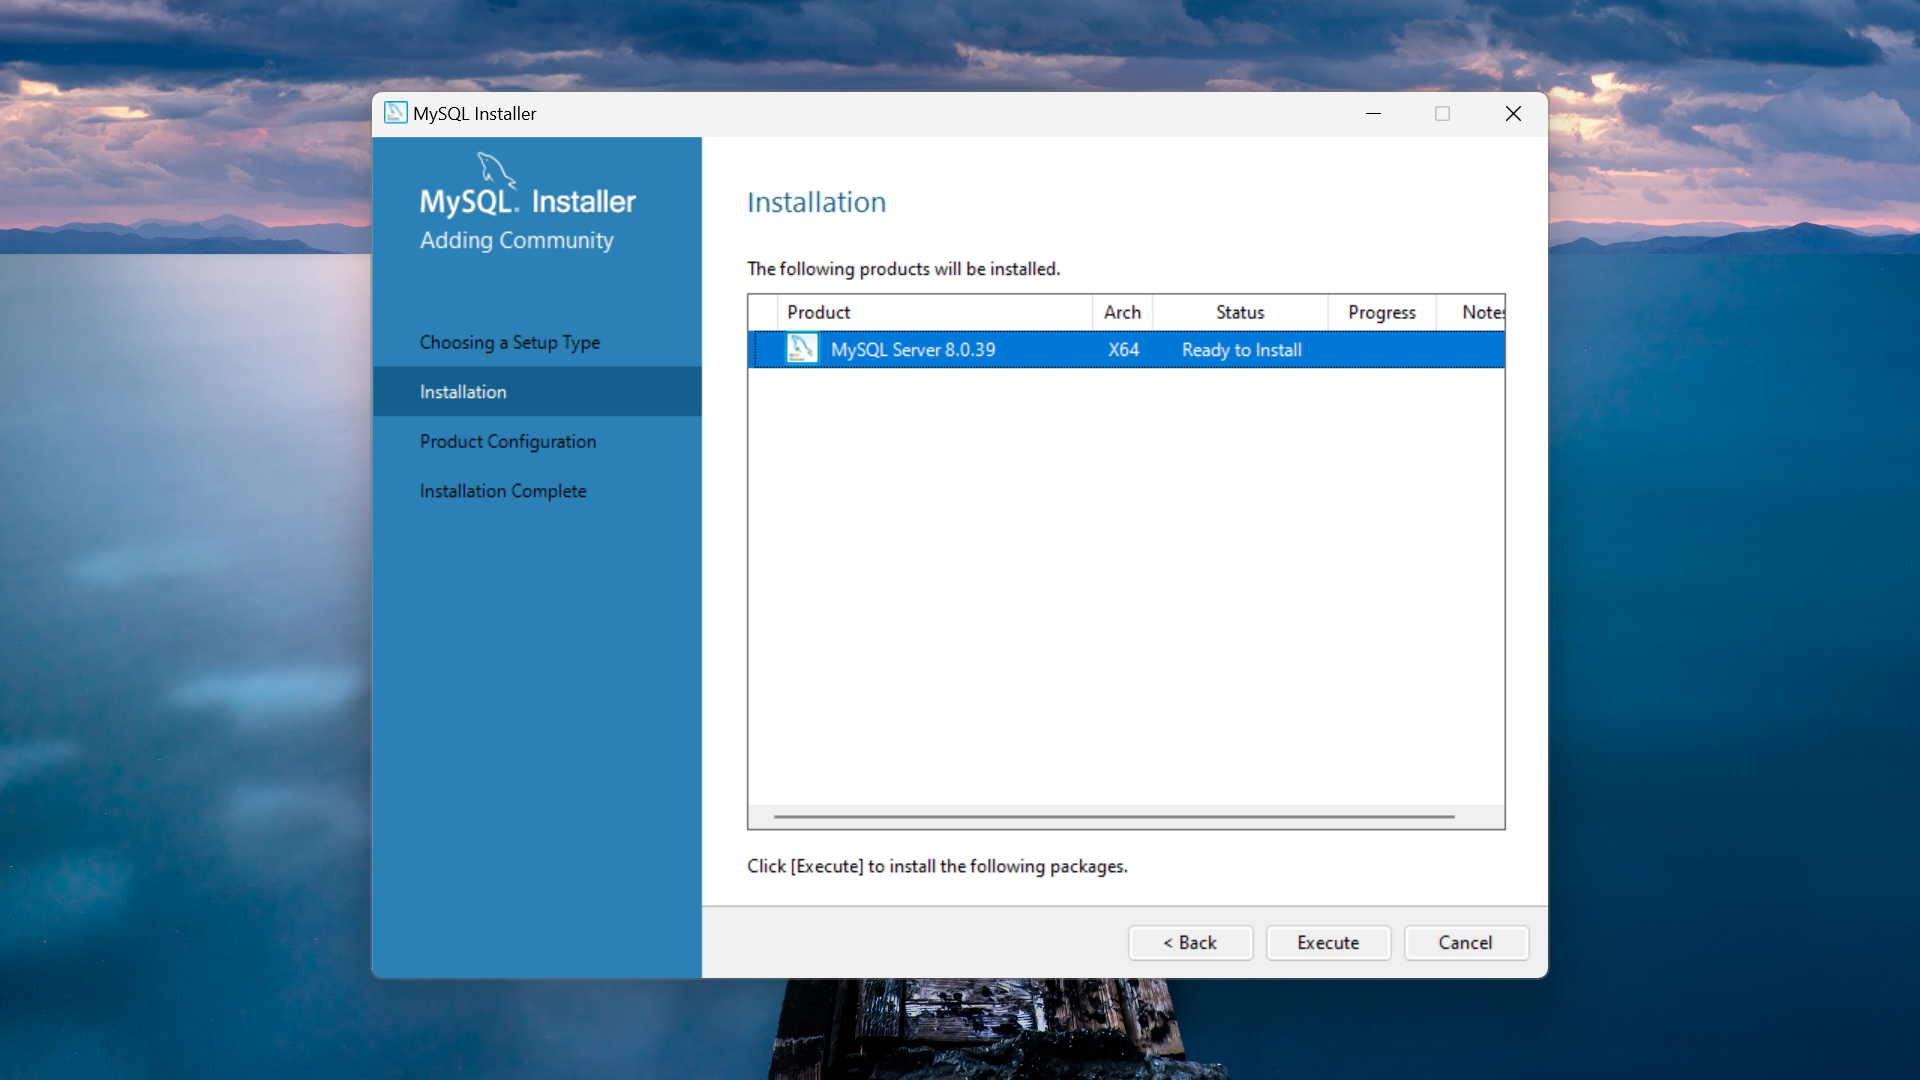 MySQL Installer
MySQL. Installer
Adding Community
Choosing a Setup Type
Installation
Product Configuration
Installation Complete
Installation
The following products will be installed.
Product Arch Status Progress Notes
MySQL Server 8.0.39 X64 Ready to Install
Click [Execute] to install the following packages.
< Back Execute Cancel